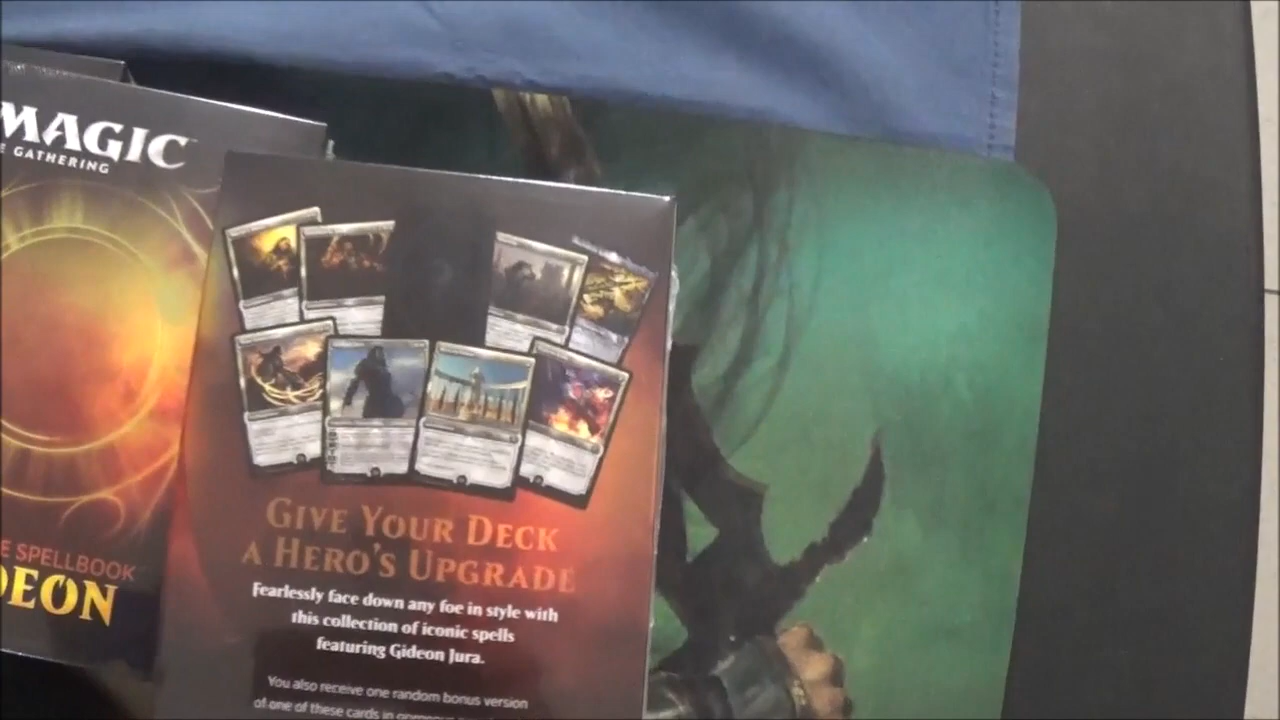 MAGIC
E GATHERING
E SPELLBOOK
DEON
GIVE YOUR DECK
A HERO'S UPGRADE
Fearlessly face down any foe in style with
this collection of iconic spells
featuring Gideon Jura.
You also receive one random bonus version
of one of these cards in